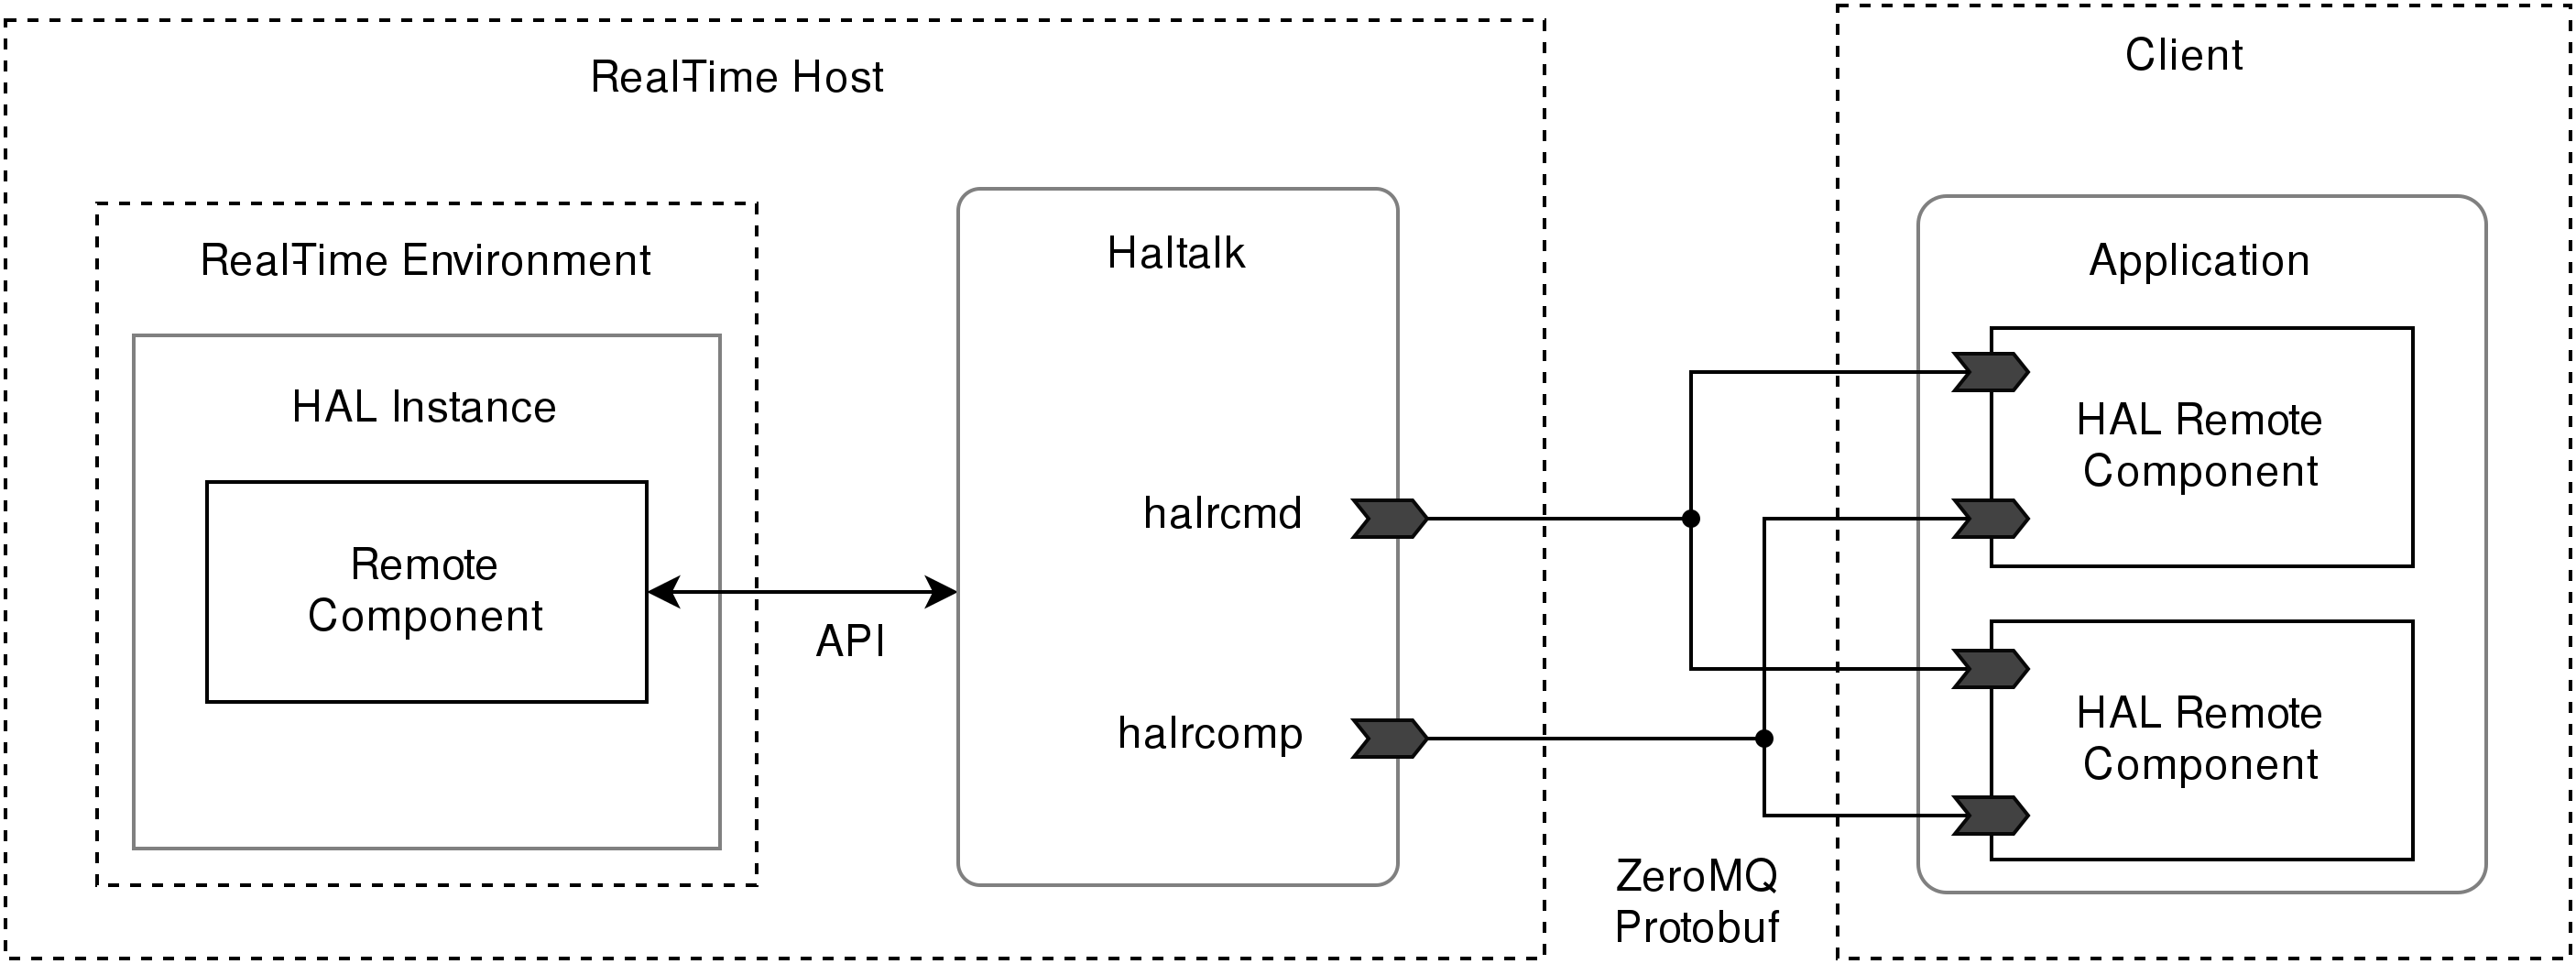 Real-Time Host
Client
Real-Time Environment
HAL Instance
Remote
Component
API
Haltalk
halrcmd
halrcomp
ZeroMQ
Protobuf
Application
HAL Remote
Component
HAL Remote
Component